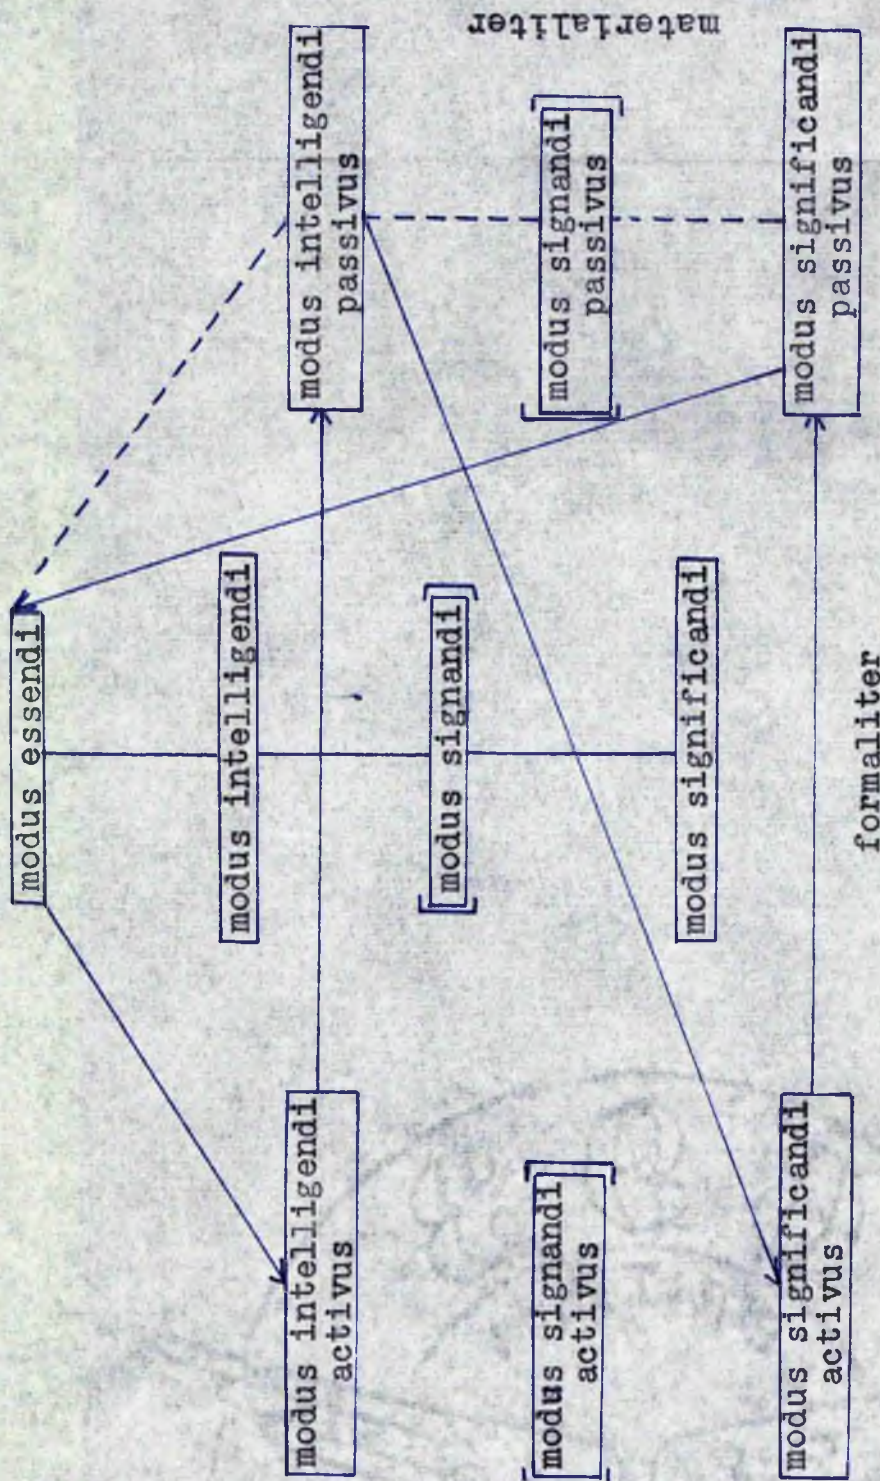 modus essendi
modus intelligendi
modus intelligendi
activus
modus intelligendi
passivus
[modus signandi]
[modus signandi
activus]
[modus signandi
passivus]
materialiter
modus significandi
modus significandi
activus
modus significandi
passivus
formaliter